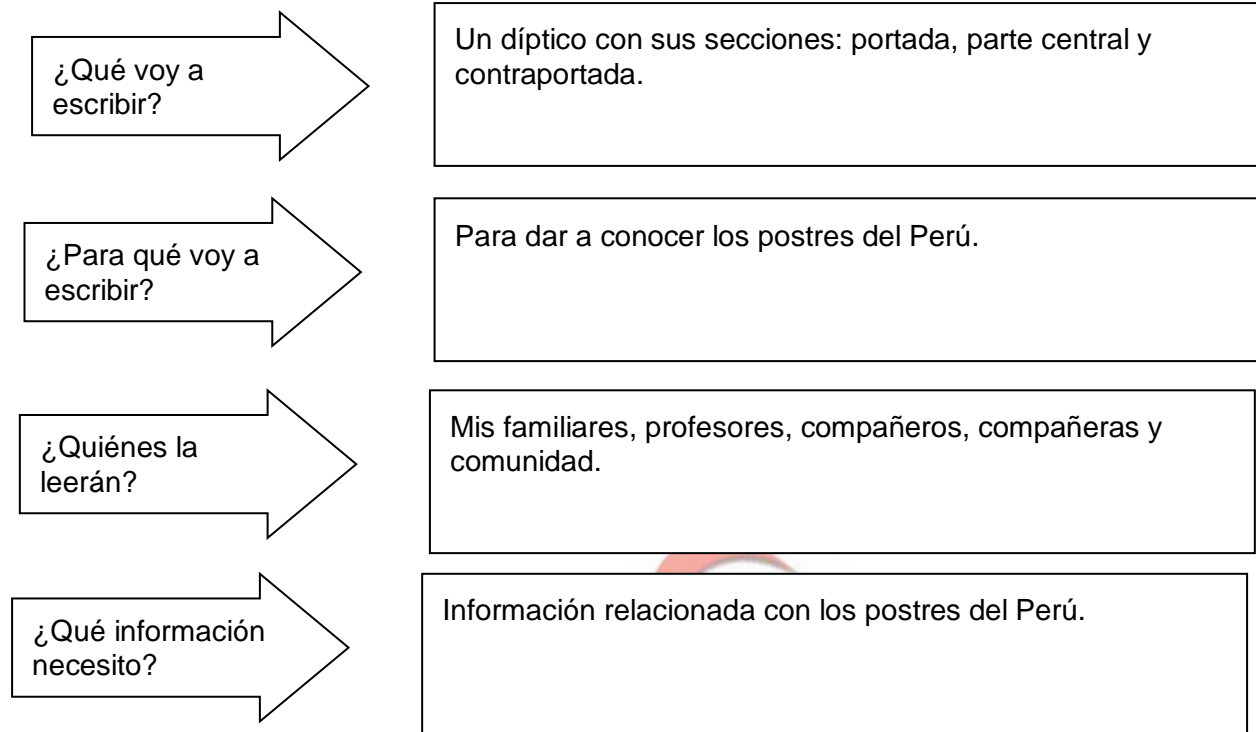 ¿Qué voy a
escribir?
Un díptico con sus secciones: portada, parte central y
contraportada.
¿Para qué voy a
escribir?
Para dar a conocer los postres del Perú.
¿Quiénes la
leerán?
Mis familiares, profesores, compañeros, compañeras y
comunidad.
¿Qué información
necesito?
Información relacionada con los postres del Perú.